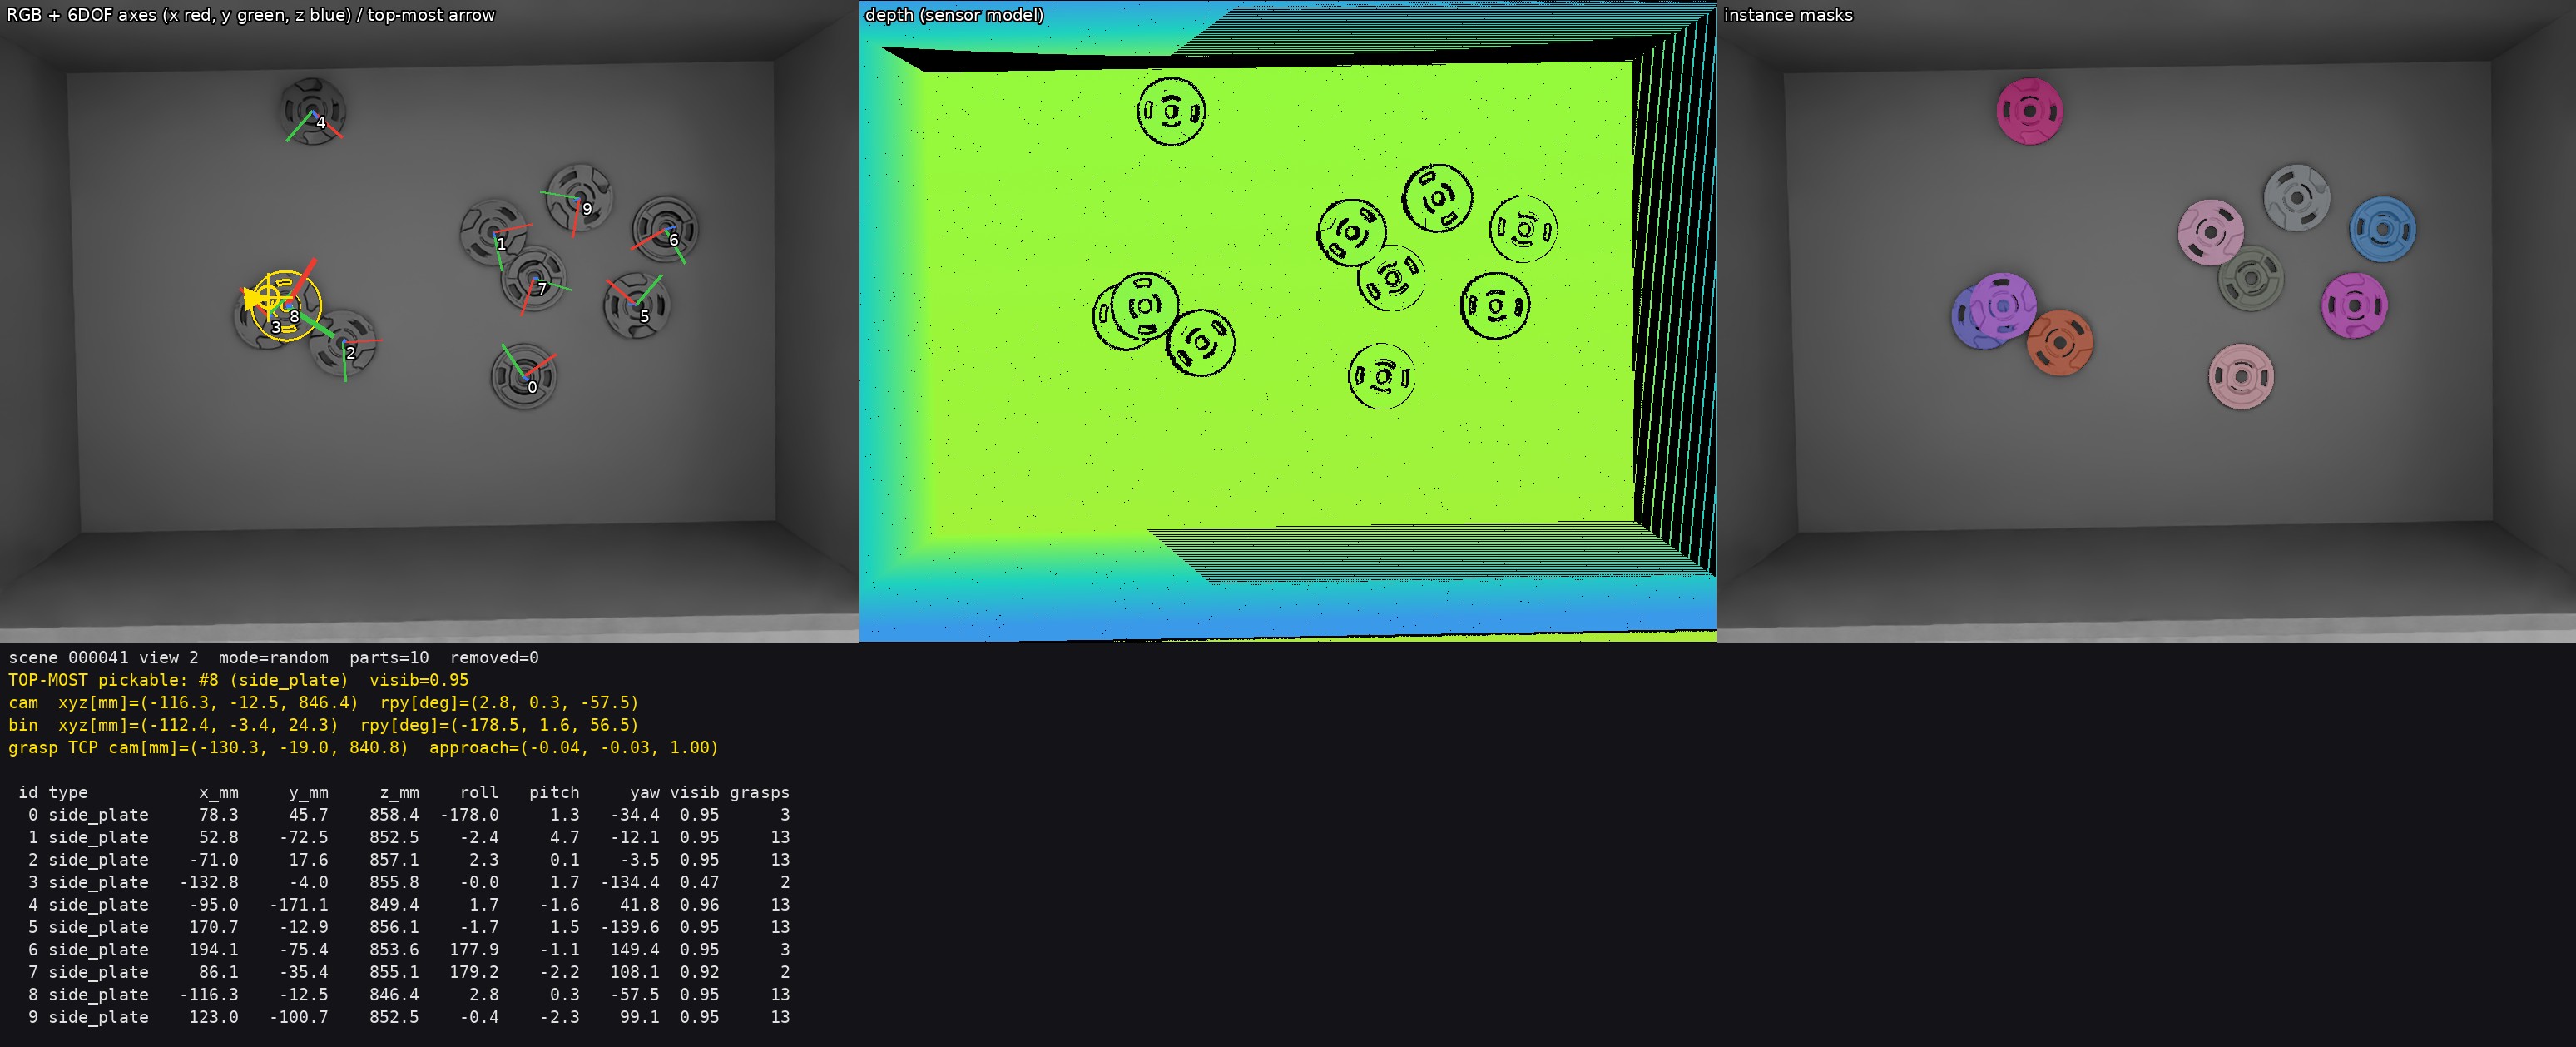 RGB + 6DOF axes (x red, y green, z blue) / top-most arrow
depth (sensor model)
instance masks
4
9
1
6
7
5
3 8
2
0
scene 000041 view 2 mode=random parts=10 removed=0
TOP-MOST pickable: #8 (side_plate) visib=0.95
cam xyz[mm]=(-116.3, -12.5, 846.4) rpy[deg]=(2.8, 0.3, -57.5)
bin xyz[mm]=(-112.4, -3.4, 24.3) rpy[deg]=(-178.5, 1.6, 56.5)
grasp TCP cam[mm]=(-130.3, -19.0, 840.8) approach=(-0.04, -0.03, 1.00)
id type x_mm y_mm z_mm roll pitch yaw visib grasps
0 side_plate 78.3 45.7 858.4 -178.0 1.3 -34.4 0.95 3
1 side_plate 52.8 -72.5 852.5 -2.4 4.7 -12.1 0.95 13
2 side_plate -71.0 17.6 857.1 2.3 0.1 -3.5 0.95 13
3 side_plate -132.8 -4.0 855.8 -0.0 1.7 -134.4 0.47 2
4 side_plate -95.0 -171.1 849.4 1.7 -1.6 41.8 0.96 13
5 side_plate 170.7 -12.9 856.1 -1.7 1.5 -139.6 0.95 13
6 side_plate 194.1 -75.4 853.6 177.9 -1.1 149.4 0.95 3
7 side_plate 86.1 -35.4 855.1 179.2 -2.2 108.1 0.92 2
8 side_plate -116.3 -12.5 846.4 2.8 0.3 -57.5 0.95 13
9 side_plate 123.0 -100.7 852.5 -0.4 -2.3 99.1 0.95 13